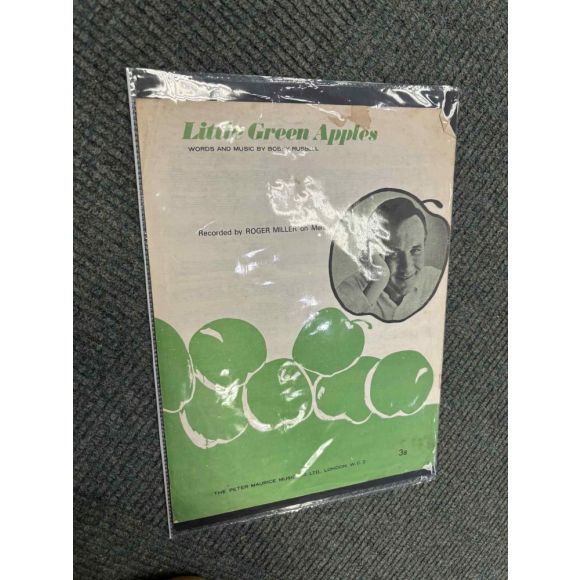 Little Green Apples
WORDS AND MUSIC BY BOBBY RUSSELL
Recorded by ROGER MILLER on
THE PETER MAURICE MUSIC LTD., LONDON, W.C.2
3s